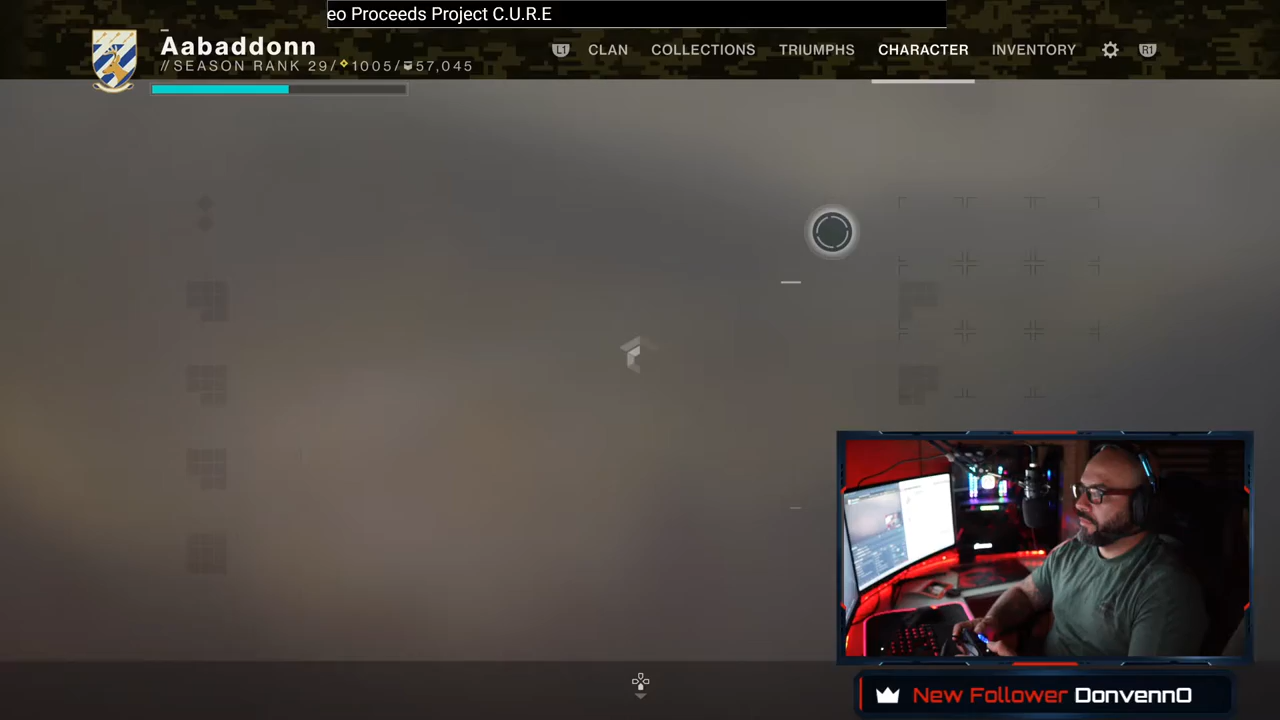 eo Proceeds Project C.U.R.E
Aabaddonn
//SEASON RANK 29/1005/57,045
L1 CLAN COLLECTIONS TRIUMPHS CHARACTER INVENTORY R1
New Follower DonvennO